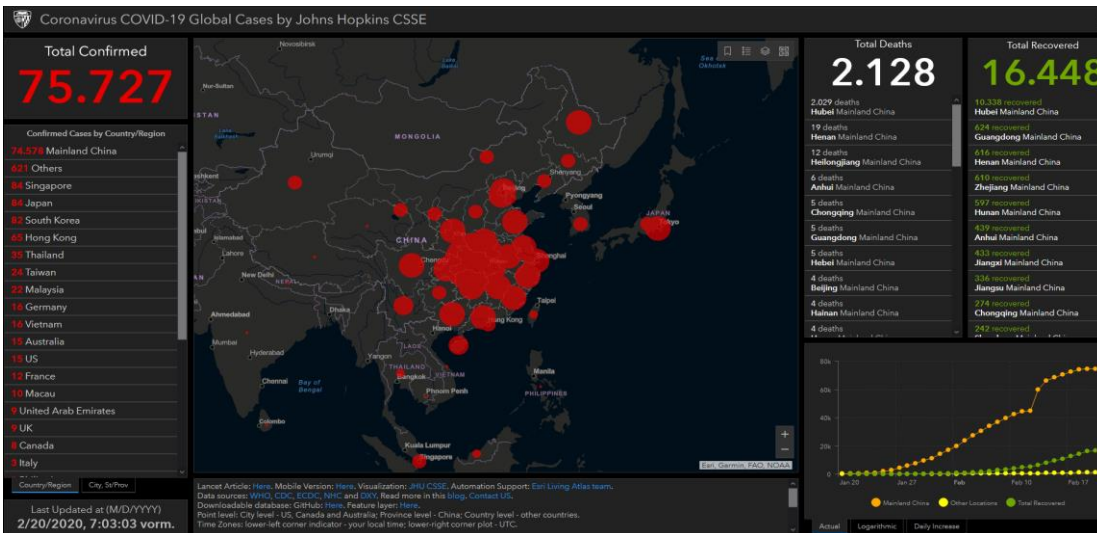 Coronavirus COVID-19 Global Cases by Johns Hopkins CSSE
Total Confirmed
75.727
Confirmed Cases by Country/Region
74.578 Mainland China
621 Others
84 Singapore
84 Japan
82 South Korea
65 Hong Kong
35 Thailand
24 Taiwan
22 Malaysia
16 Germany
16 Vietnam
15 Australia
15 US
12 France
10 Macau
9 United Arab Emirates
9 UK
8 Canada
3 Italy
Country/Region
City, St/Prov
Last Updated at (M/D/YYYY)
2/20/2020, 7:03:03 vorm.
Novosibirsk
Nur-Sultan
Okhotsk
MONGOLIA
Urumqi
Shenyang
Beijing
Pyongyang
Seoul
JAPAN
Tokyo
Islamabad
Lahore
CHINA
Shanghai
New Delhi
NEPAL
Taipei
Ahmedabad
Dhaka
Hong Kong
Hanoi
Mumbai
Hyderabad
LAOS
Yangon
THAILAND
Bangkok
VIETNAM
Manila
Chennai
Bay of
Bengal
Phnom Penh
PHILIPPINES
Colombo
Kuala Lumpur
Singapore
+
−
Esri, Garmin, FAO, NOAA
Lancet Article: Here. Mobile Version: Here. Visualization: JHU CSSE. Automation Support: Esri Living Atlas team.
Data sources: WHO, CDC, ECDC, NHC and DXY. Read more in this blog. Contact US.
Downloadable database: GitHub: Here. Feature layer: Here.
Point level: City level - US, Canada and Australia; Province level - China; Country level - other countries.
Time Zones: lower-left corner indicator - your local time; lower-right corner plot - UTC.
Total Deaths
2.128
2.029 deaths
Hubei Mainland China
19 deaths
Henan Mainland China
12 deaths
Heilongjiang Mainland China
6 deaths
Anhui Mainland China
5 deaths
Chongqing Mainland China
5 deaths
Guangdong Mainland China
5 deaths
Hebei Mainland China
4 deaths
Beijing Mainland China
4 deaths
Hainan Mainland China
4 deaths
Total Recovered
16.448
10.338 recovered
Hubei Mainland China
624 recovered
Guangdong Mainland China
616 recovered
Henan Mainland China
610 recovered
Zhejiang Mainland China
597 recovered
Hunan Mainland China
439 recovered
Anhui Mainland China
433 recovered
Jiangxi Mainland China
336 recovered
Jiangsu Mainland China
274 recovered
Chongqing Mainland China
242 recovered
80k
60k
40k
20k
0
Jan 20
Jan 27
Feb
Feb 10
Feb 17
Mainland China
Other Locations
Total Recovered
Actual
Logarithmic
Daily Increase